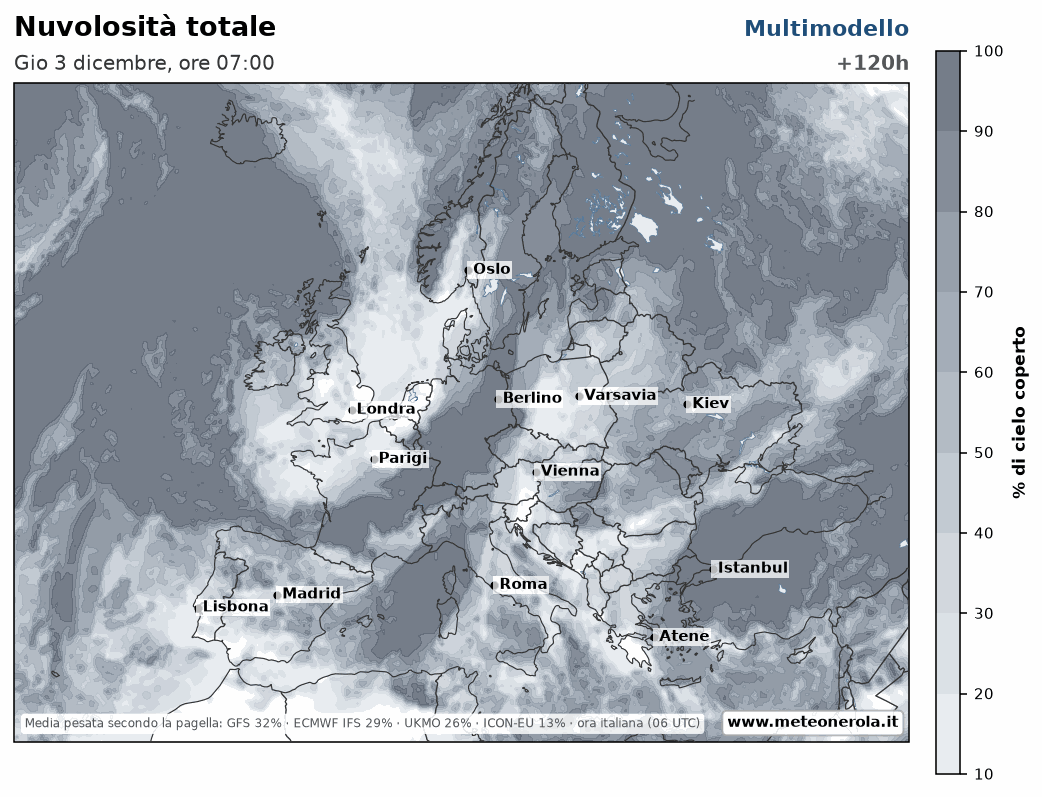 Nuvolosità totale
Multimodello
Gio 3 dicembre, ore 07:00
+120h
100
90
80
70
60
50
40
30
20
10
% di cielo coperto
Oslo
Berlino
Varsavia
Kiev
Londra
Parigi
Vienna
Istanbul
Roma
Madrid
Lisbona
Atene
Media pesata secondo la pagella: GFS 32% · ECMWF IFS 29% · UKMO 26% · ICON-EU 13% · ora italiana (06 UTC)
www.meteonerola.it